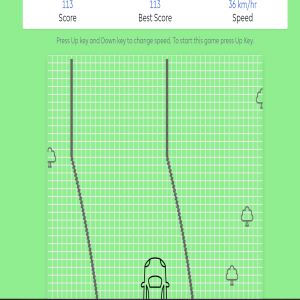 113 113 36 km/hr
Score Best Score Speed
Press Up key and Down key to change speed. To start this game press Up Key.